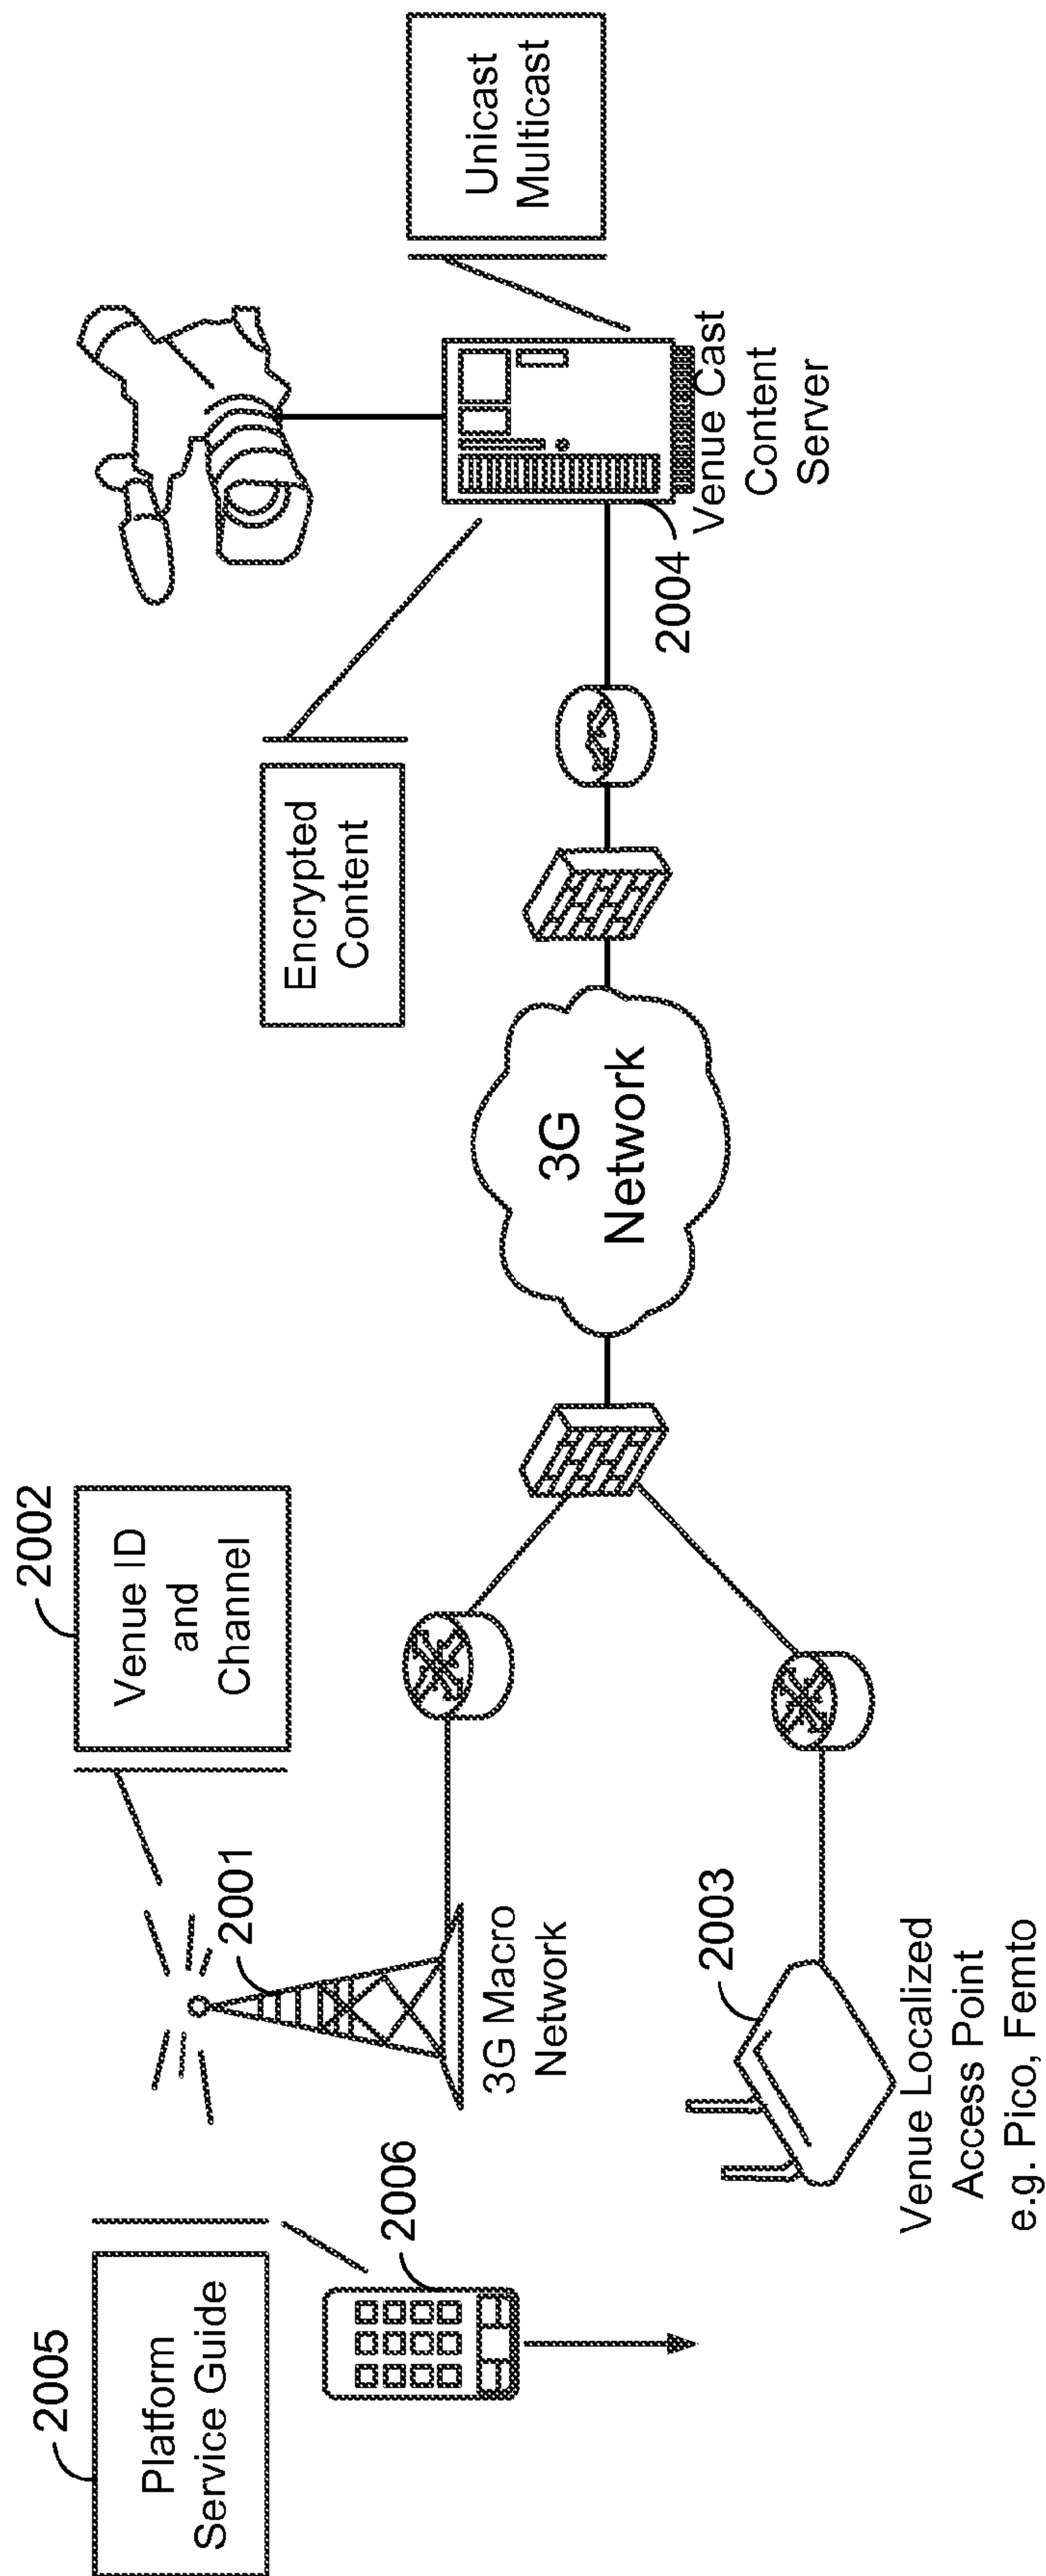 2005
Platform
Service Guide
2006
2001
2002
Venue ID
and
Channel
3G Macro
Network
2003
Venue Localized
Access Point
e.g. Pico, Femto
3G
Network
Encrypted
Content
2004
Venue Cast
Content
Server
Unicast
Multicast